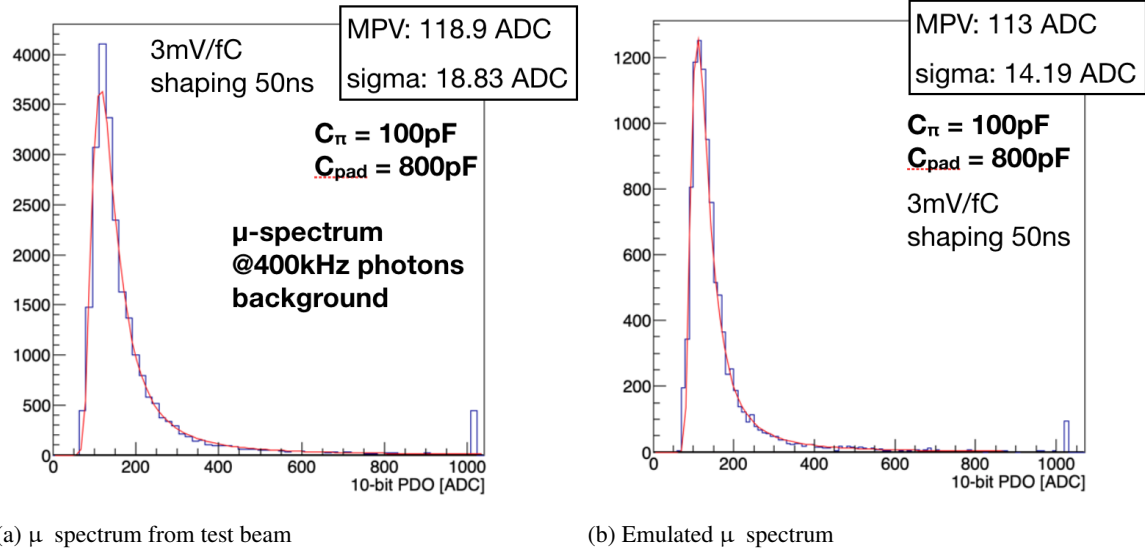 MPV: 118.9 ADC
sigma: 18.83 ADC
3mV/fC
shaping 50ns
Cπ = 100pF
Cpad = 800pF
μ-spectrum
@400kHz photons
background
4000
3500
3000
2500
2000
1500
1000
500
0
0 200 400 600 800 1000
10-bit PDO [ADC]
(a) μ spectrum from test beam
MPV: 113 ADC
sigma: 14.19 ADC
Cπ = 100pF
Cpad = 800pF
3mV/fC
shaping 50ns
1200
1000
800
600
400
200
0
0 200 400 600 800 1000
10-bit PDO [ADC]
(b) Emulated μ spectrum